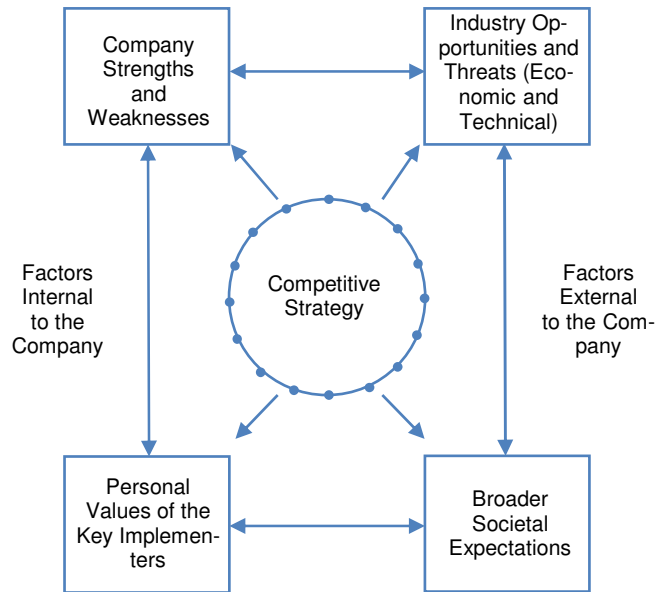 Company
Strengths
and
Weaknesses
Industry Op-
portunities and
Threats (Eco-
nomic and
Technical)
Factors
Internal
to the
Company
Competitive
Strategy
Factors
External
to the Com-
pany
Personal
Values of the
Key Implemen-
ters
Broader
Societal
Expectations